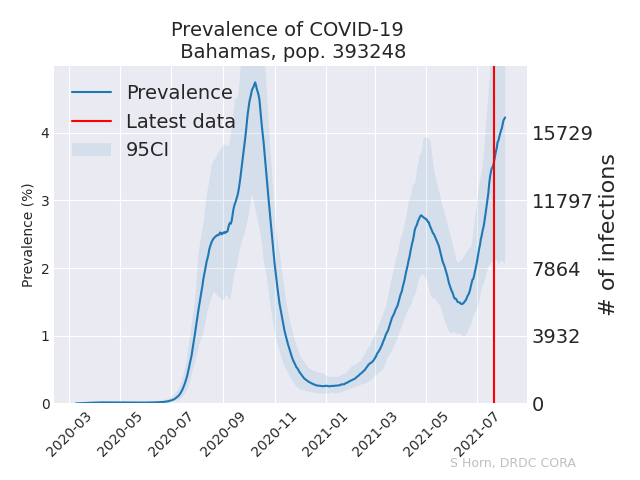 Prevalence of COVID-19
Bahamas, pop. 393248
Prevalence
Latest data
95CI
Prevalence (%)
4
3
2
1
0
15729
11797
7864
3932
0
# of infections
2020-03
2020-05
2020-07
2020-09
2020-11
2021-01
2021-03
2021-05
2021-07
S Horn, DRDC CORA